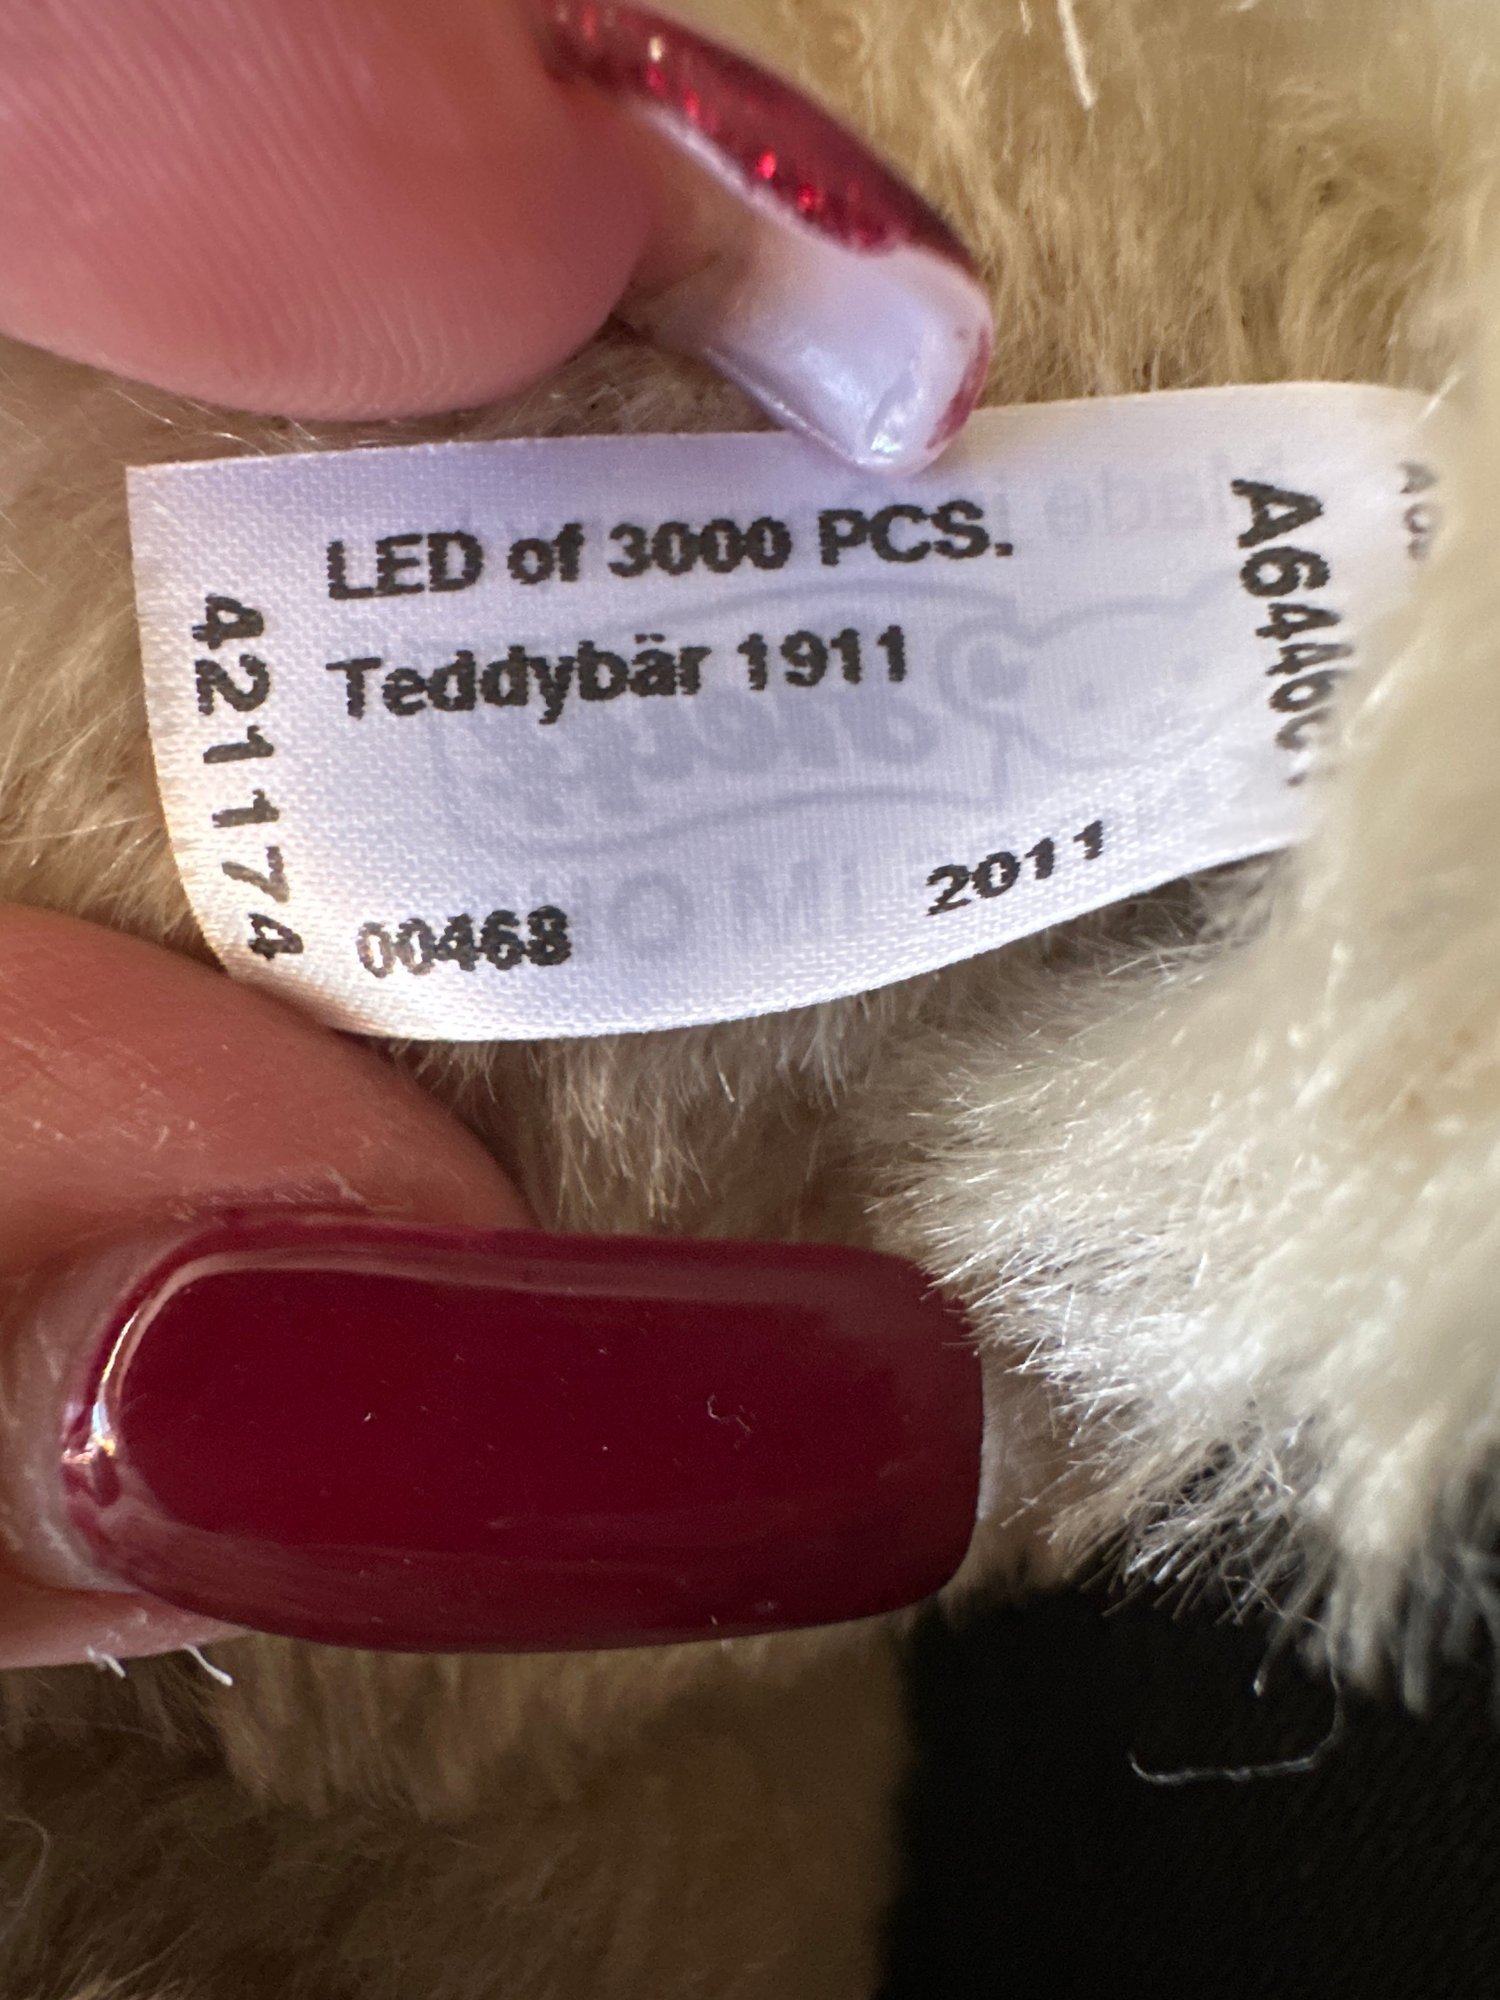 LED of 3000 PCS.
Teddybär 1911
00468
2011
421174